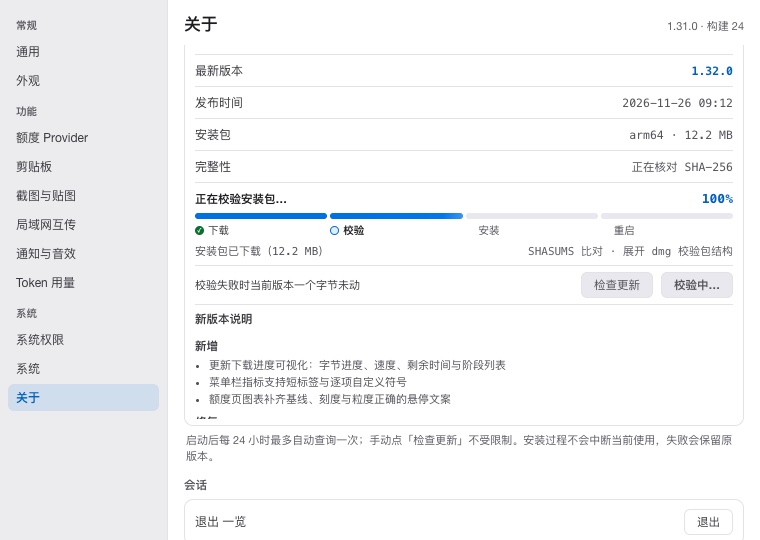 常规
通用
外观
功能
额度 Provider
剪贴板
截图与贴图
局域网互传
通知与音效
Token 用量
系统
系统权限
系统
关于
关于
1.31.0 · 构建 24
最新版本 1.32.0
发布时间 2026-11-26 09:12
安装包 arm64 · 12.2 MB
完整性 正在核对 SHA-256
正在校验安装包... 100%
下载 校验 安装 重启
安装包已下载（12.2 MB） SHASUMS 比对 · 展开 dmg 校验包结构
校验失败时当前版本一个字节未动 检查更新 校验中...
新版本说明
新增
• 更新下载进度可视化：字节进度、速度、剩余时间与阶段列表
• 菜单栏指标支持短标签与逐项自定义符号
• 额度页图表补齐基线、刻度与粒度正确的悬停文案
启动后每 24 小时最多自动查询一次；手动点「检查更新」不受限制。安装过程不会中断当前使用，失败会保留原
版本。
会话
退出 一览 退出